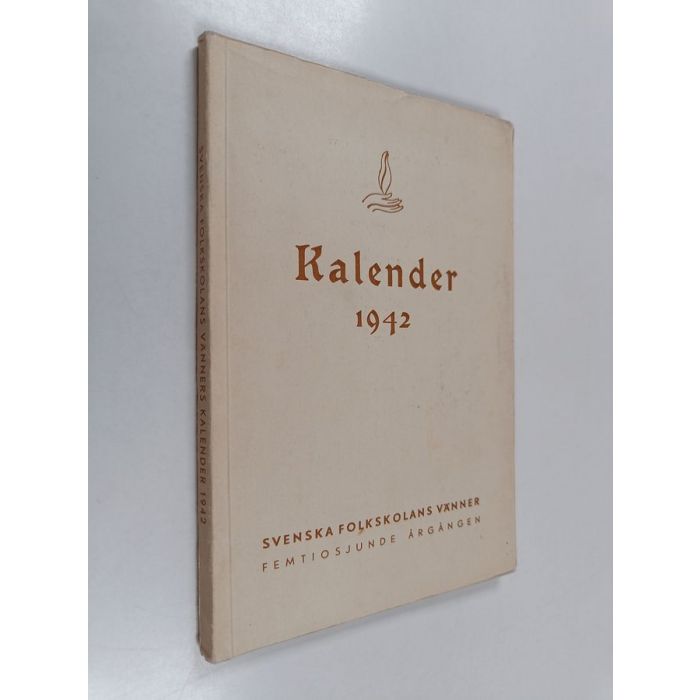 Kalender
1942
SVENSKA FOLKSKOLANS VÄNNER
FEMTIOSJUNDE ÅRGÅNGEN
SVENSKA FOLKSKOLANS VÄNNERS KALENDER 1942